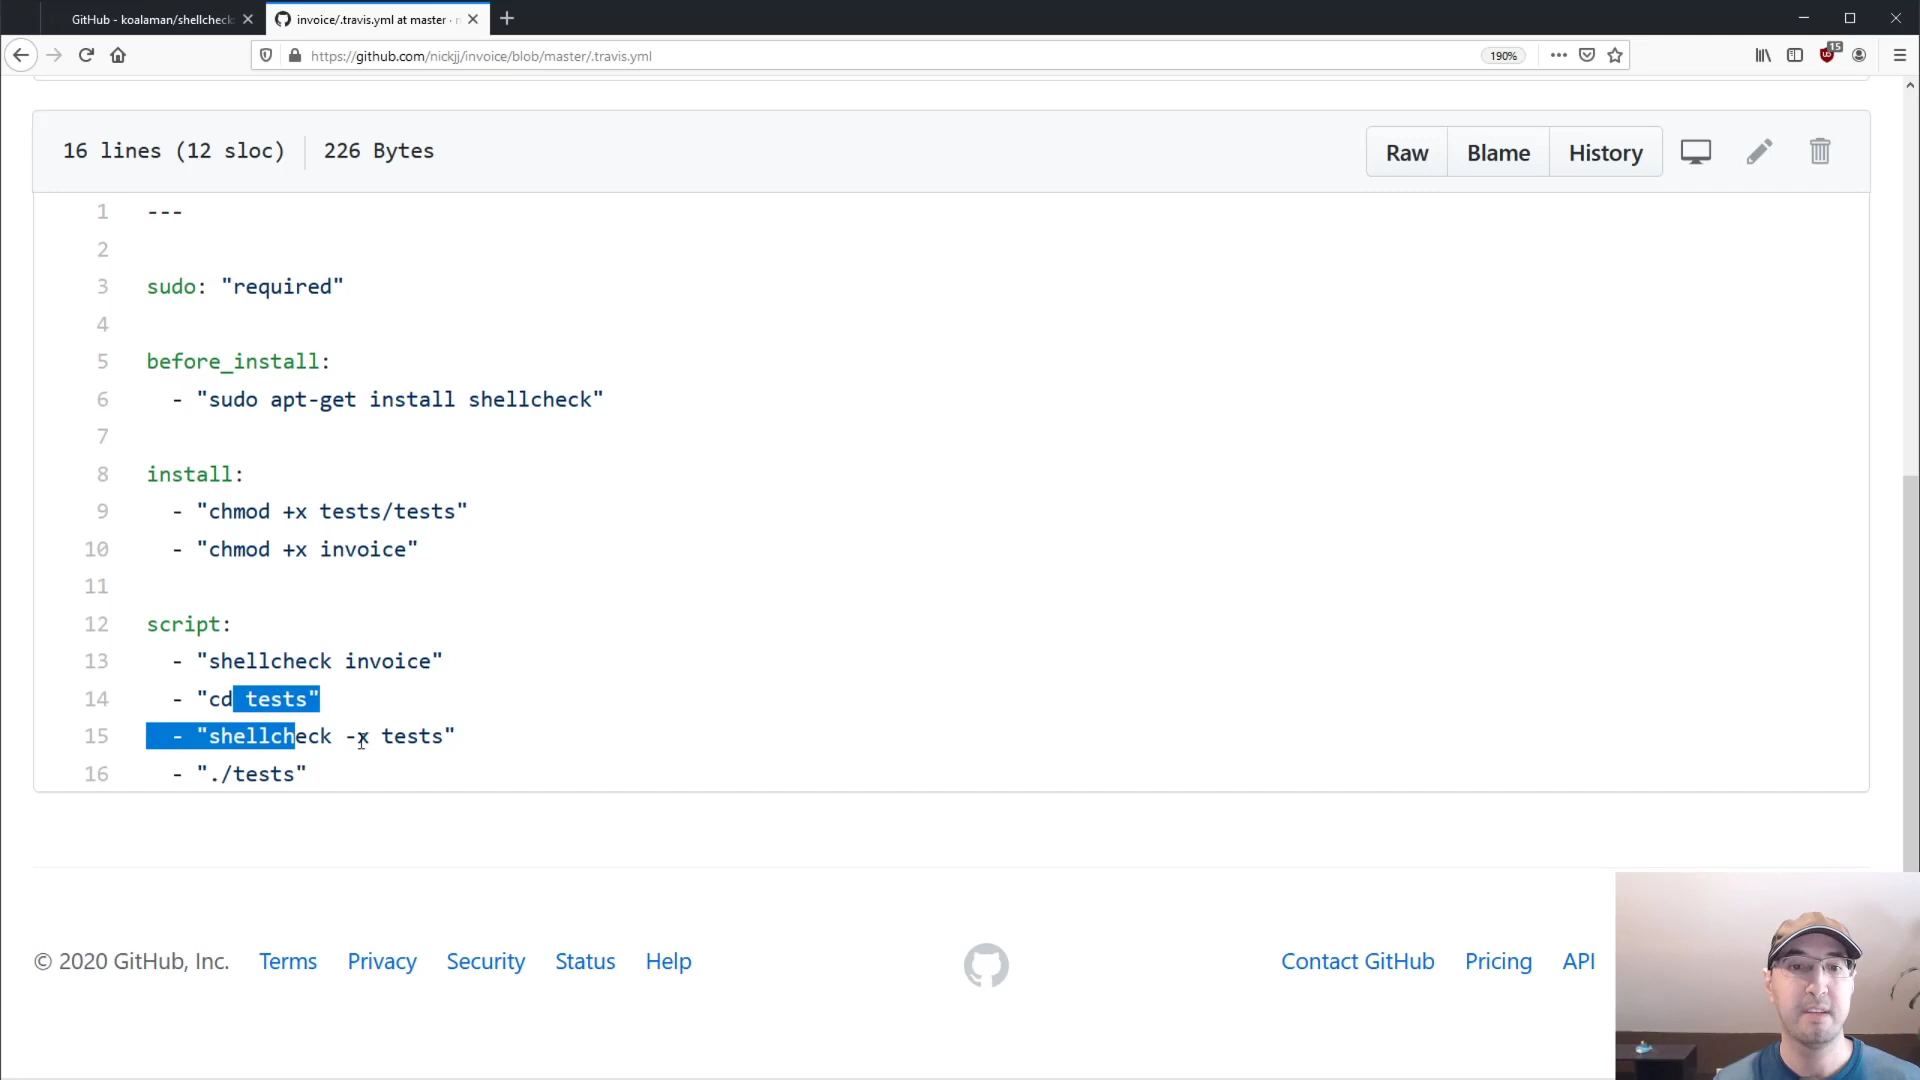 GitHub - koalaman/shellcheck
invoice/.travis.yml at master · n
https://github.com/nickjj/invoice/blob/master/.travis.yml
190%
15
16 lines (12 sloc)
226 Bytes
Raw
Blame
History
1 ---
2
3 sudo: "required"
4
5 before_install:
6 - "sudo apt-get install shellcheck"
7
8 install:
9 - "chmod +x tests/tests"
10 - "chmod +x invoice"
11
12 script:
13 - "shellcheck invoice"
14 - "cd tests"
15 - "shellcheck -x tests"
16 - "./tests"
© 2020 GitHub, Inc.
Terms
Privacy
Security
Status
Help
Contact GitHub
Pricing
API